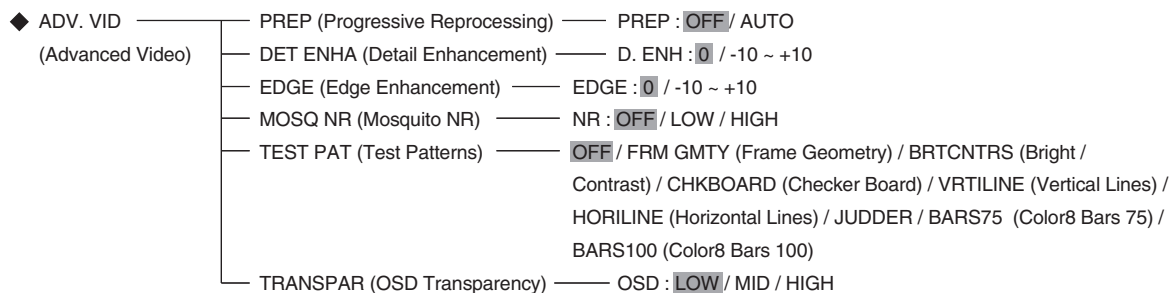 ◆ ADV. VID PREP (Progressive Reprocessing) PREP : OFF / AUTO
(Advanced Video) DET ENHA (Detail Enhancement) D. ENH : 0 / -10 ~ +10
EDGE (Edge Enhancement) EDGE : 0 / -10 ~ +10
MOSQ NR (Mosquito NR) NR : OFF / LOW / HIGH
TEST PAT (Test Patterns) OFF / FRM GMTY (Frame Geometry) / BRTCNTRS (Bright /
Contrast) / CHKBOARD (Checker Board) / VRTILINE (Vertical Lines) /
HORILINE (Horizontal Lines) / JUDDER / BARS75 (Color8 Bars 75) /
BARS100 (Color8 Bars 100)
TRANSPAR (OSD Transparency) OSD : LOW / MID / HIGH